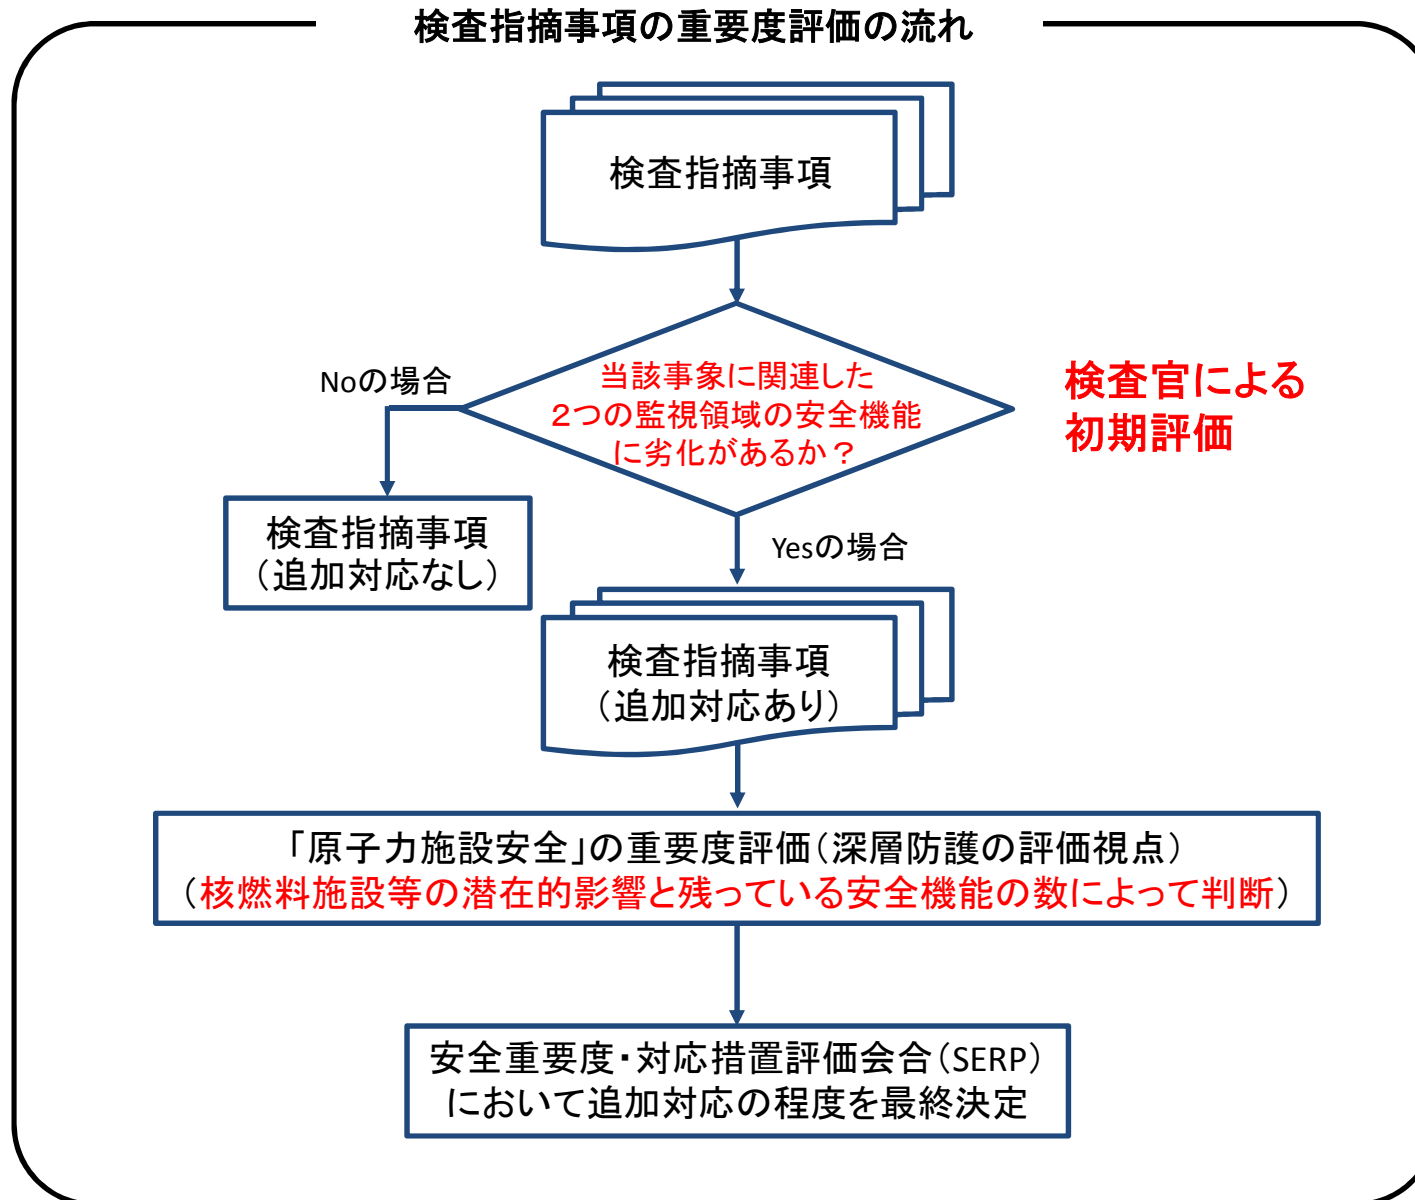 検査指摘事項の重要度評価の流れ
検査指摘事項
Noの場合
当該事象に関連した
２つの監視領域の安全機能
に劣化があるか？
検査官による
初期評価
検査指摘事項
（追加対応なし）
Yesの場合
検査指摘事項
（追加対応あり）
「原子力施設安全」の重要度評価（深層防護の評価視点）
（核燃料施設等の潜在的影響と残っている安全機能の数によって判断）
安全重要度・対応措置評価会合（SERP）
において追加対応の程度を最終決定